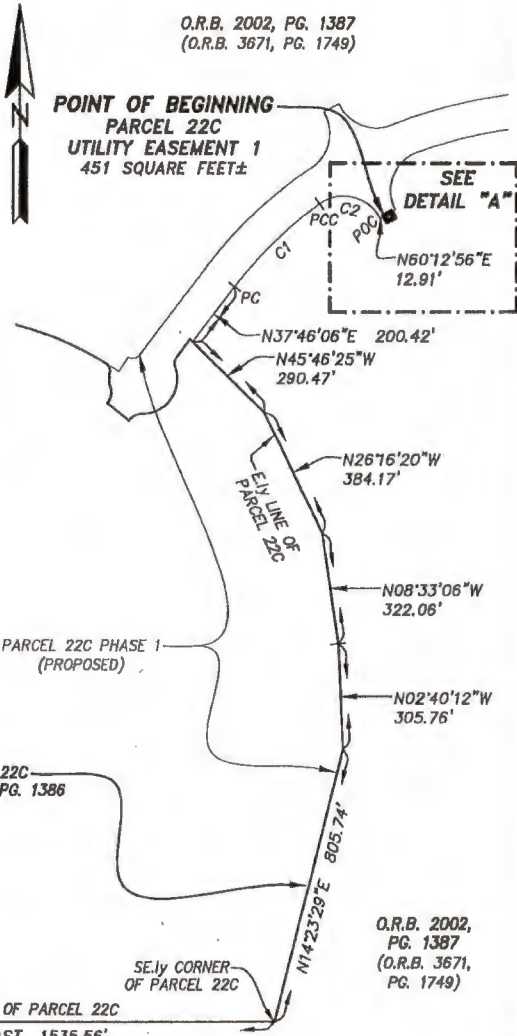 O.R.B. 2002, PG. 1387
(O.R.B. 3671, PG. 1749)
N
POINT OF BEGINNING
PARCEL 22C
UTILITY EASEMENT 1
451 SQUARE FEET±
SEE
DETAIL "A"
PCC
C2
POC
C1
N60°12'56"E
12.91'
PC
N37°46'06"E 200.42'
N45°46'25"W
290.47'
N26°16'20"W
384.17'
E.ly LINE OF
PARCEL 22C
N08°33'06"W
322.06'
PARCEL 22C PHASE 1
(PROPOSED)
N02°40'12"W
305.76'
22C
PG. 1386
N14°23'29"E 805.74'
O.R.B. 2002,
PG. 1387
(O.R.B. 3671,
PG. 1749)
SE.ly CORNER
OF PARCEL 22C
OF PARCEL 22C
1535.56'